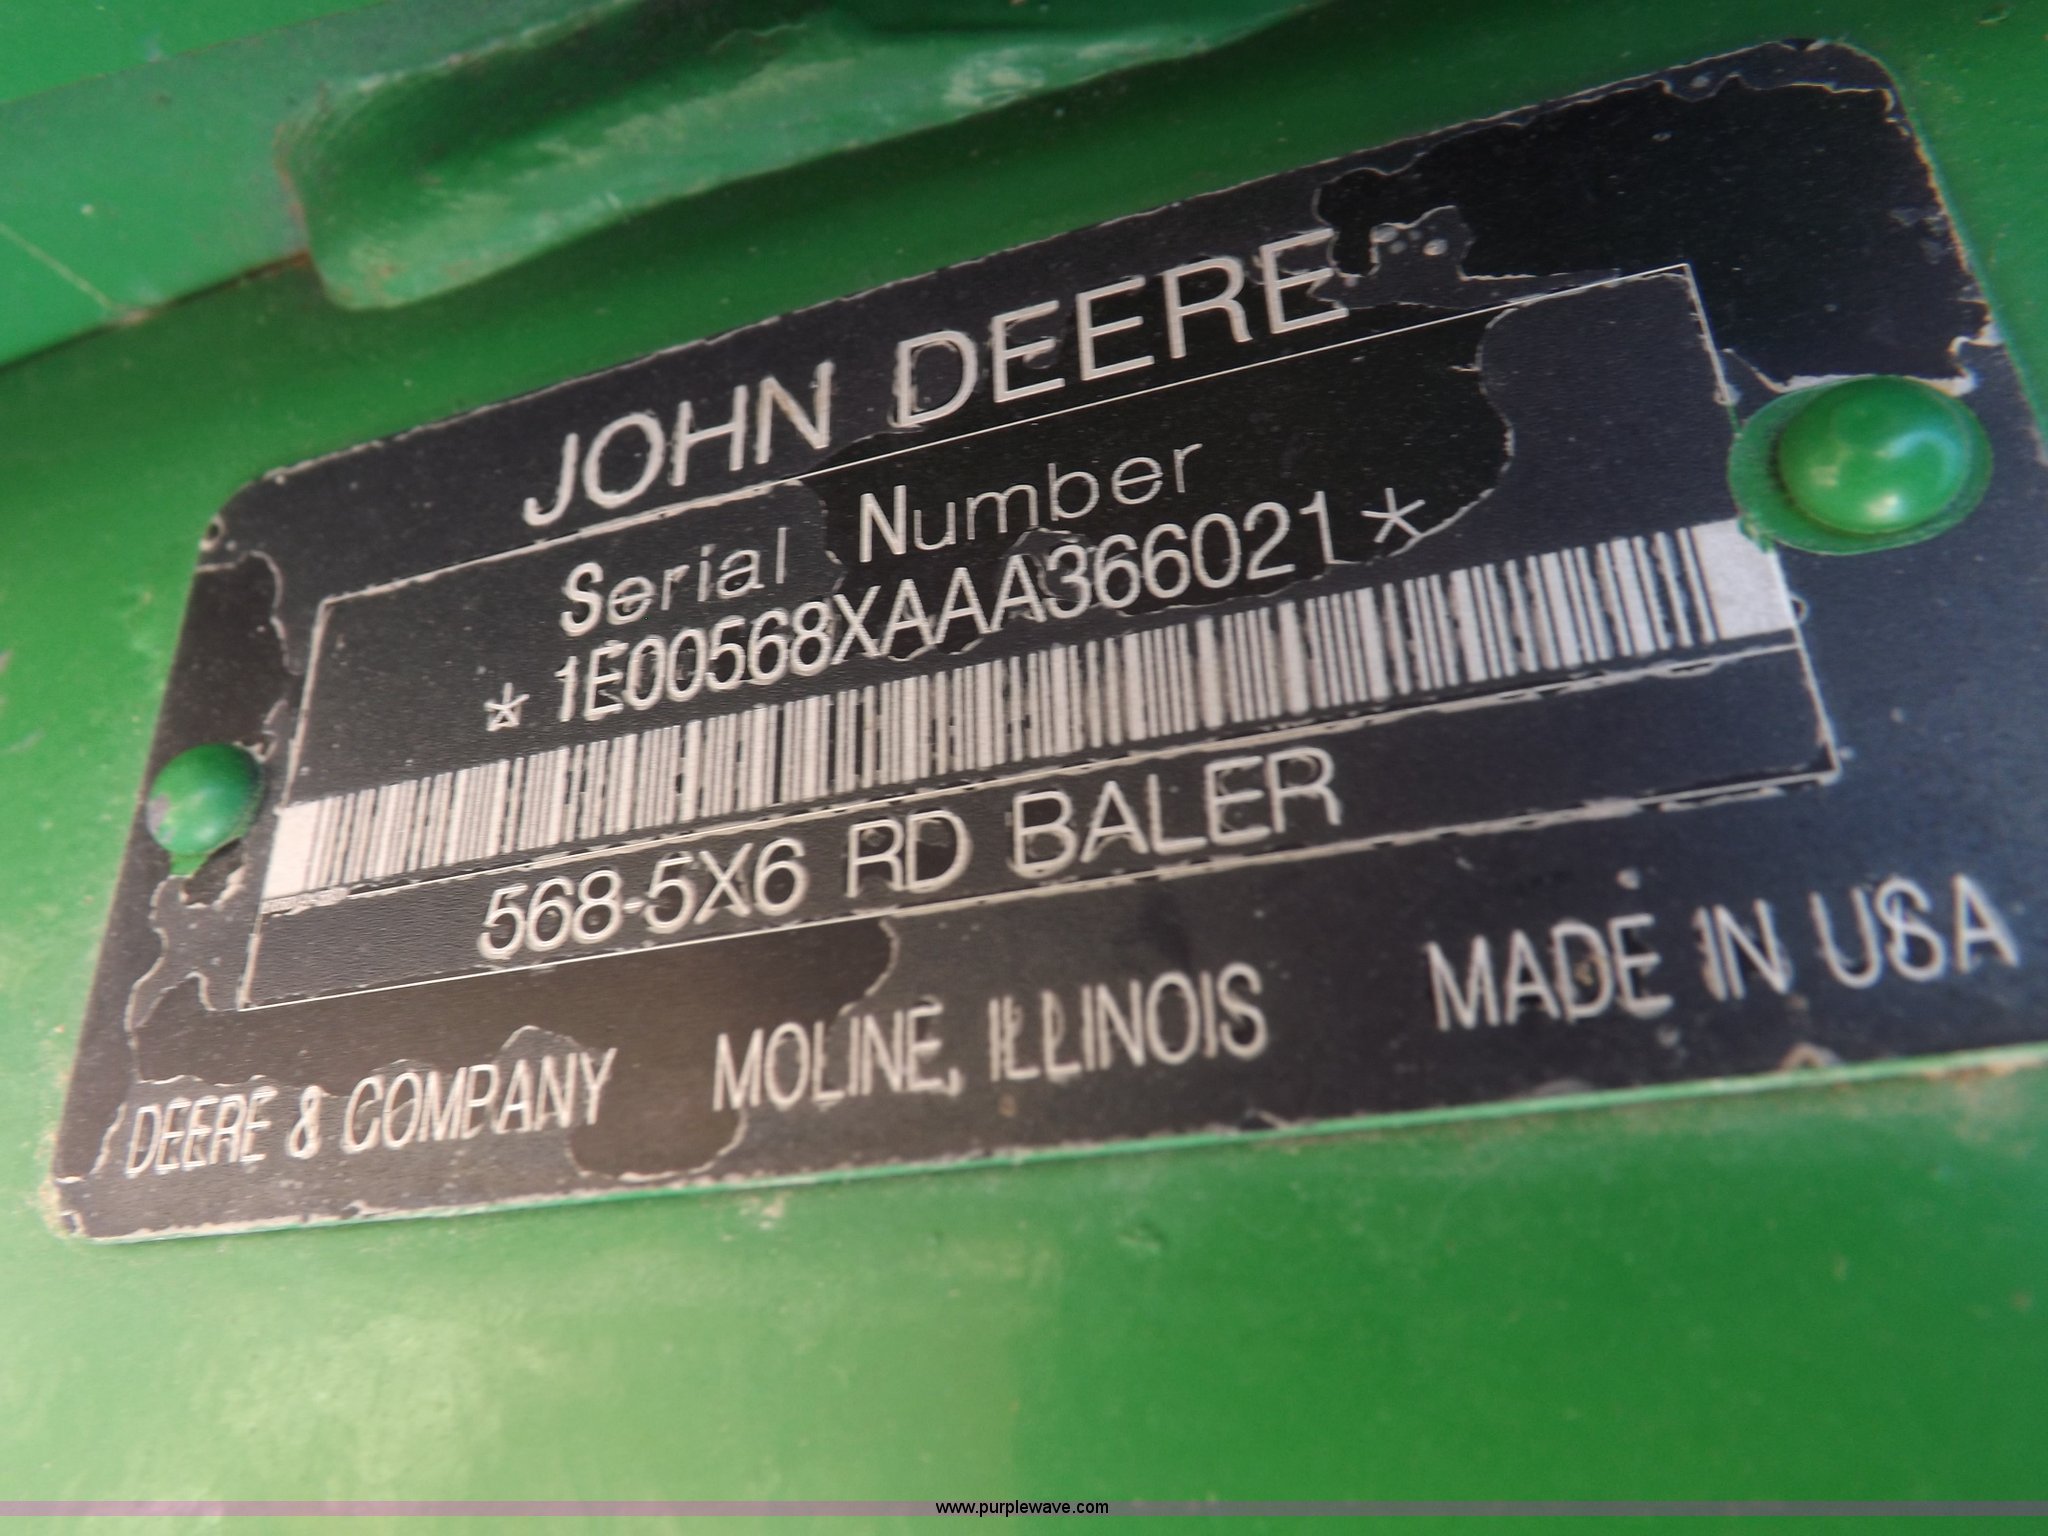 JOHN DEERE
Serial Number
*1E00568XAAA366021*
568-5X6 RD BALER
DEERE & COMPANY MOLINE, ILLINOIS MADE IN USA
www.purplewave.com